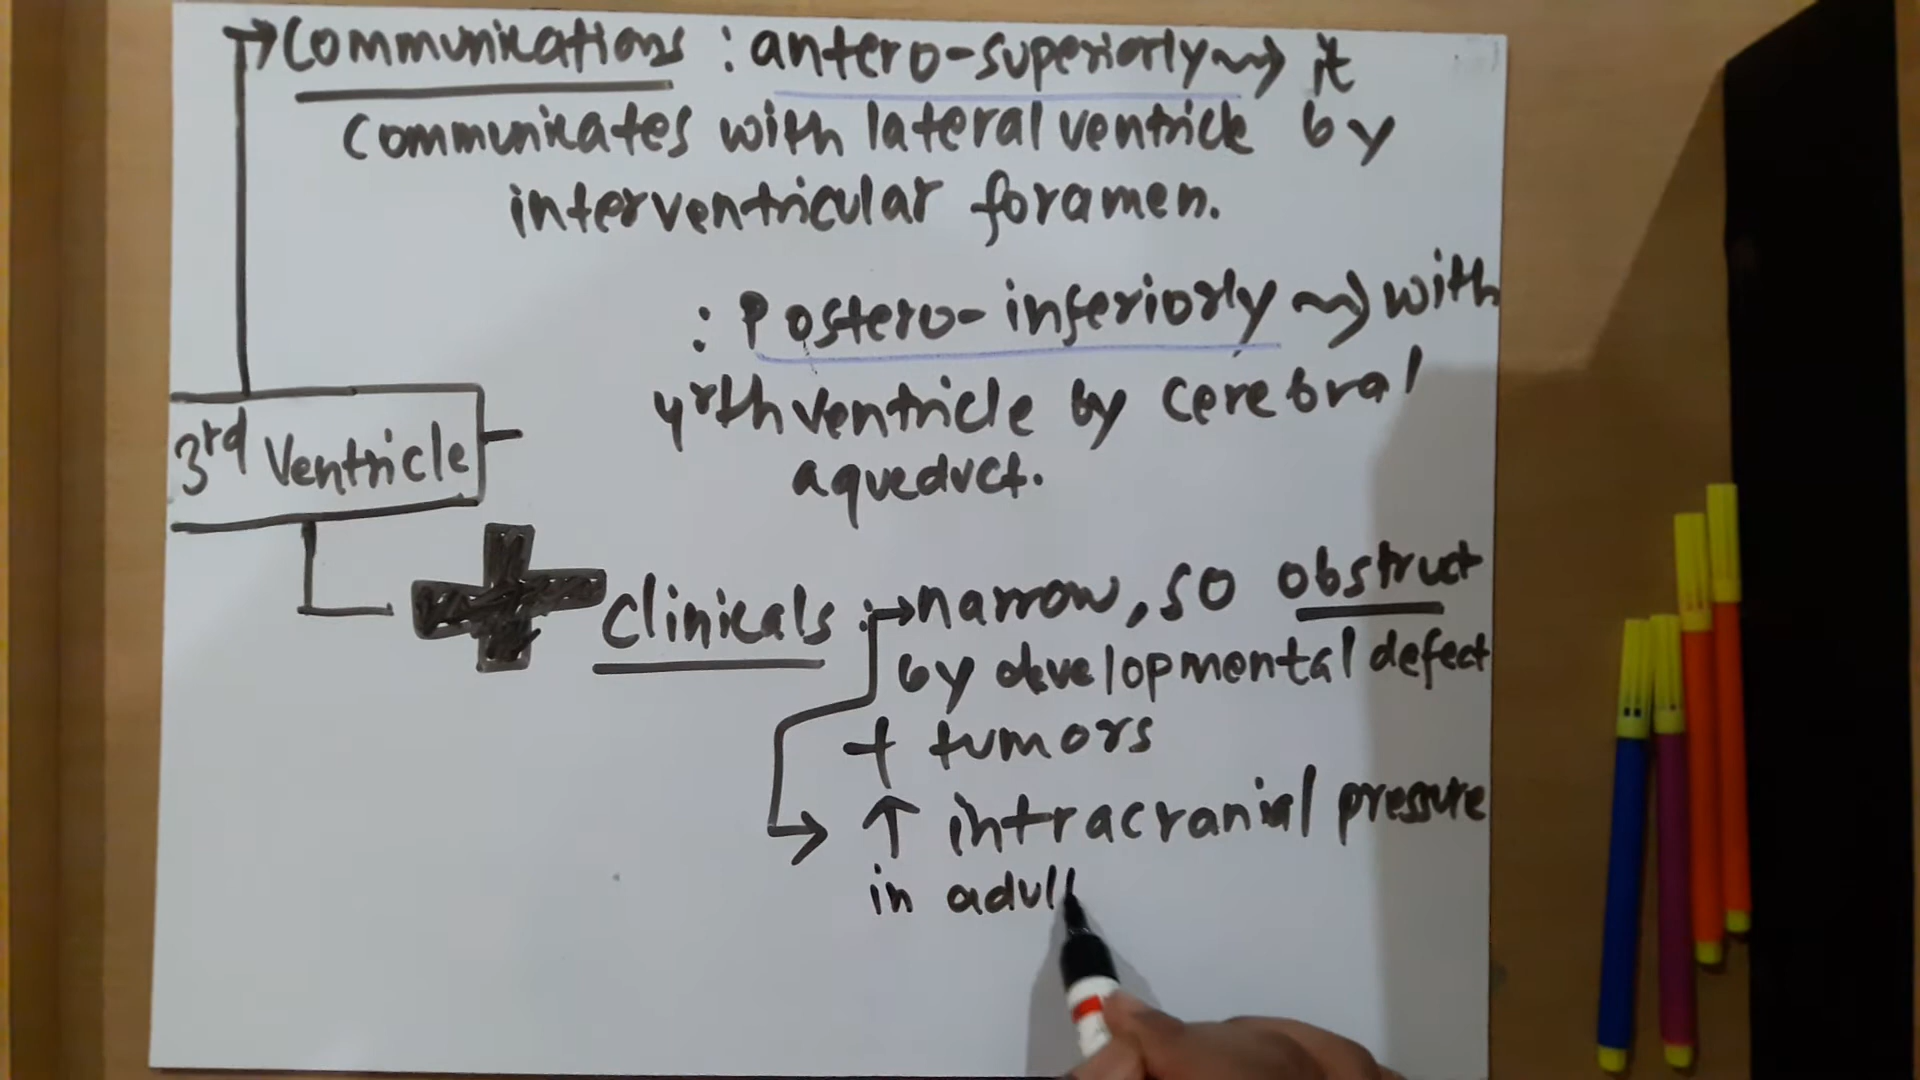 Communications : antero-superiorly → it
communicates with lateral ventricle by
interventricular foramen.
: Postero-inferiorly → with
4rth ventricle by cerebral
aqueduct.
3rd Ventricle
Clinicals : → narrow, so obstruct
by developmental defect
+ tumors
→ ↑ intracranial pressure
in adul